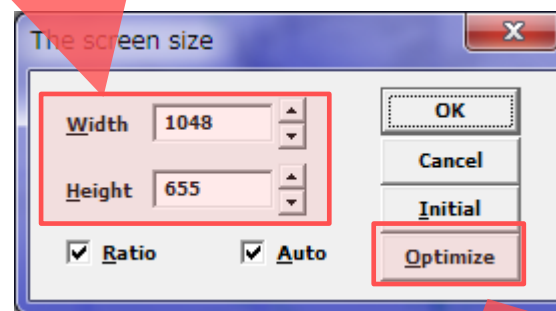 The screen size
Width 1048
OK
Cancel
Height 655
Initial
Ratio Auto
Optimize